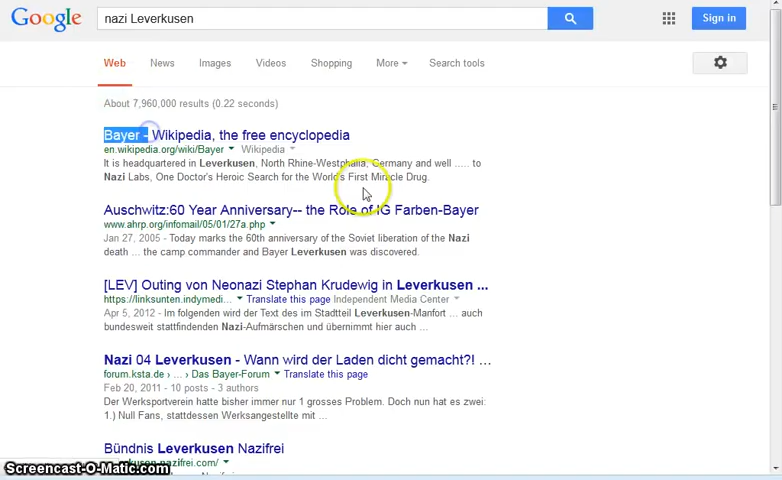 Google nazi Leverkusen Sign in
Web News Images Videos Shopping More Search tools
About 7,960,000 results (0.22 seconds)
Bayer - Wikipedia, the free encyclopedia
en.wikipedia.org/wiki/Bayer Wikipedia
It is headquartered in Leverkusen, North Rhine-Westphalia, Germany and well ..... to
Nazi Labs, One Doctor's Heroic Search for the World's First Miracle Drug.
Auschwitz:60 Year Anniversary-- the Role of IG Farben-Bayer
www.ahrp.org/infomail/05/01/27a.php
Jan 27, 2005 - Today marks the 60th anniversary of the Soviet liberation of the Nazi
death ... the camp commander and Bayer Leverkusen was discovered.
[LEV] Outing von Neonazi Stephan Krudewig in Leverkusen ...
https://linksunten.indymedi... Translate this page Independent Media Center
Apr 5, 2012 - Im folgenden wird der Text des im Stadtteil Leverkusen-Manfort ... auch
bundesweit stattfindenden Nazi-Aufmärschen und übernimmt hier auch ...
Nazi 04 Leverkusen - Wann wird der Laden dicht gemacht?! ...
forum.ksta.de › ... › Das Bayer-Forum Translate this page
Feb 20, 2011 - 10 posts - 3 authors
Der Werksportverein hatte bisher immer nur 1 grosses Problem. Doch nun hat es zwei:
1.) Null Fans, stattdessen Werksangestellte mit ...
Bündnis Leverkusen Nazifrei
nazifrei.com/
Screencast-O-Matic.com